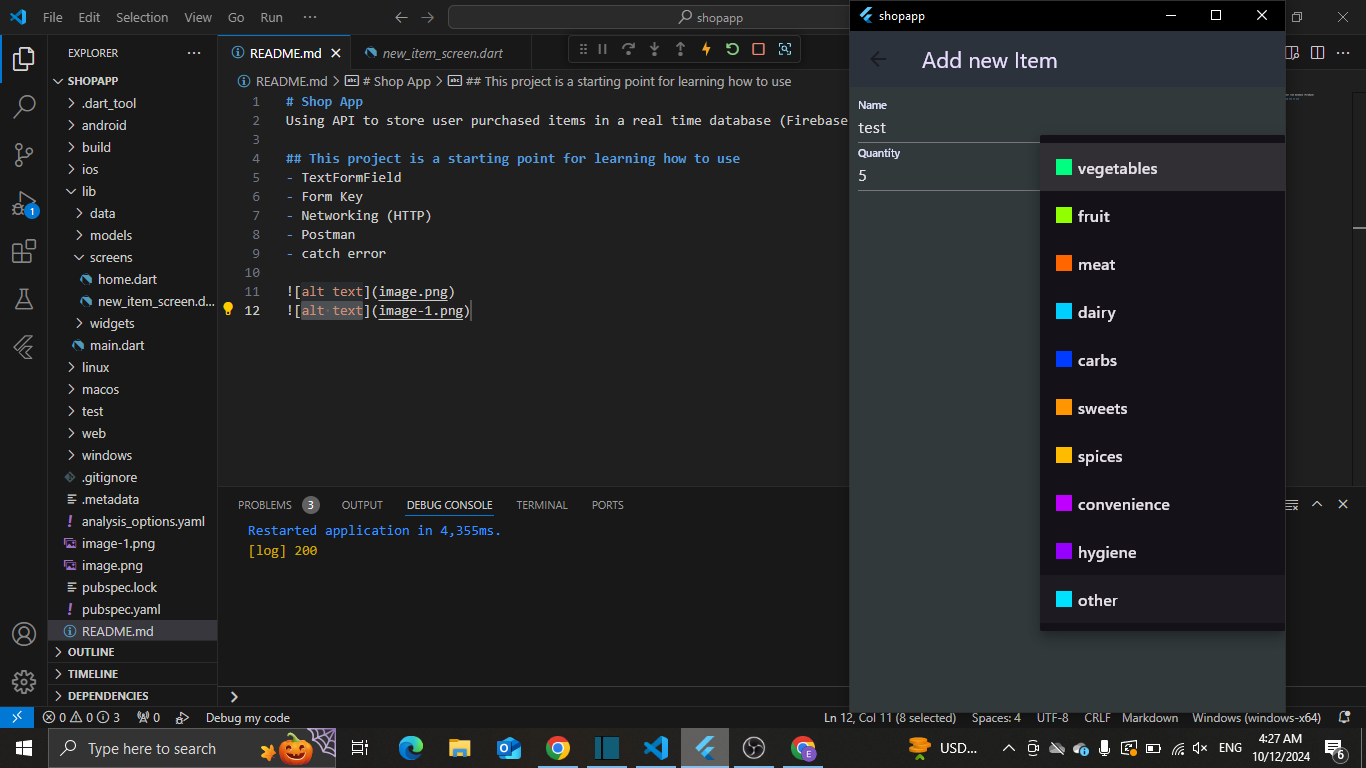 File Edit Selection View Go Run ···
shopapp
shopapp
EXPLORER
SHOPAPP
.dart_tool
android
build
ios
lib
data
models
screens
home.dart
new_item_screen.d...
widgets
main.dart
linux
macos
test
web
windows
.gitignore
.metadata
analysis_options.yaml
image-1.png
image.png
pubspec.lock
pubspec.yaml
README.md
OUTLINE
TIMELINE
DEPENDENCIES
1
README.md
new_item_screen.dart
README.md > # Shop App > ## This project is a starting point for learning how to use
1 # Shop App
2 Using API to store user purchased items in a real time database (Firebase
3
4 ## This project is a starting point for learning how to use
5 - TextFormField
6 - Form Key
7 - Networking (HTTP)
8 - Postman
9 - catch error
10
11 ![alt text](image.png)
12 ![alt text](image-1.png)
PROBLEMS 3 OUTPUT DEBUG CONSOLE TERMINAL PORTS
Restarted application in 4,355ms.
[log] 200
Add new Item
Name
test
Quantity
5
vegetables
fruit
meat
dairy
carbs
sweets
spices
convenience
hygiene
other
0 0 3 0 Debug my code
Ln 12, Col 11 (8 selected) Spaces: 4 UTF-8 CRLF Markdown Windows (windows-x64)
Type here to search
USD...
ENG
4:27 AM
10/12/2024
6